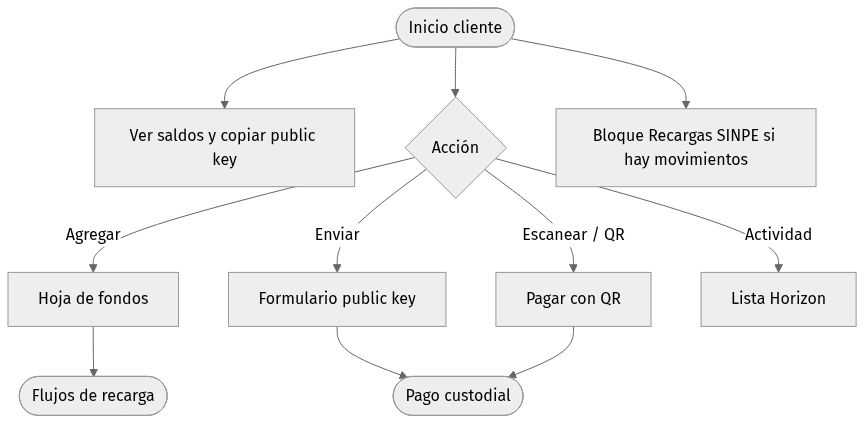 Inicio cliente
Ver saldos y copiar public
key
Acción
Bloque Recargas SINPE si
hay movimientos
Agregar
Enviar
Escanear / QR
Actividad
Hoja de fondos
Formulario public key
Pagar con QR
Lista Horizon
Flujos de recarga
Pago custodial